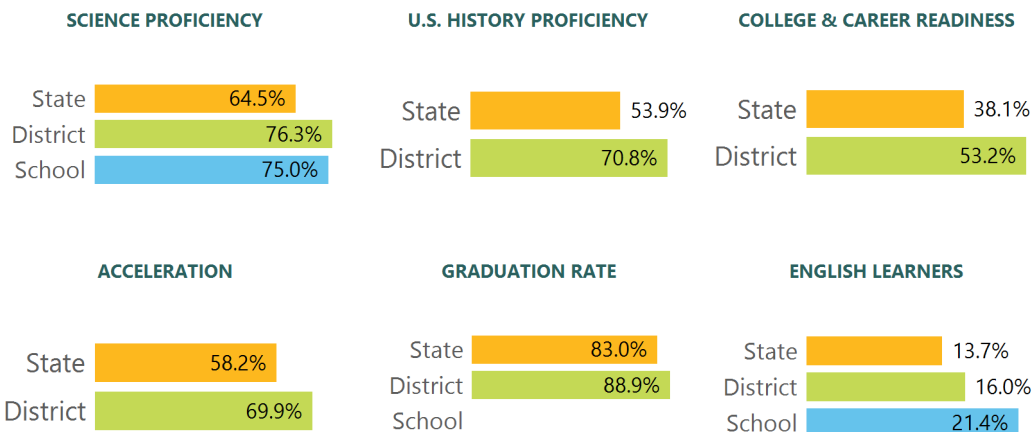 SCIENCE PROFICIENCY
State 64.5%
District 76.3%
School 75.0%
U.S. HISTORY PROFICIENCY
State 53.9%
District 70.8%
COLLEGE & CAREER READINESS
State 38.1%
District 53.2%
ACCELERATION
State 58.2%
District 69.9%
GRADUATION RATE
State 83.0%
District 88.9%
School
ENGLISH LEARNERS
State 13.7%
District 16.0%
School 21.4%